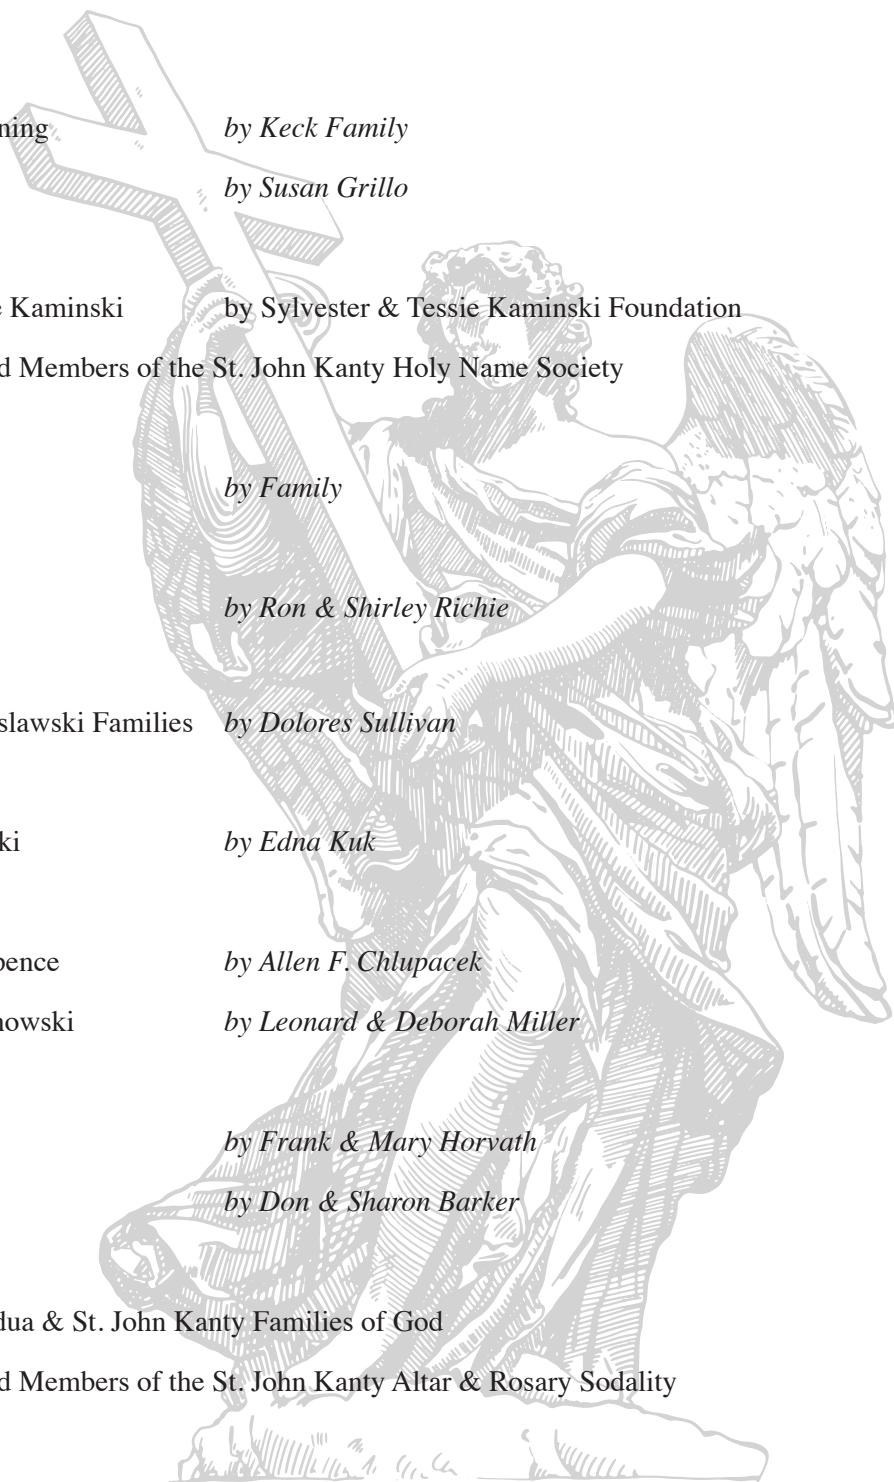 ning by Keck Family
by Susan Grillo
e Kaminski by Sylvester & Tessie Kaminski Foundation
d Members of the St. John Kanty Holy Name Society
by Family
by Ron & Shirley Richie
slawski Families by Dolores Sullivan
ki by Edna Kuk
pence by Allen F. Chlupacek
nowski by Leonard & Deborah Miller
by Frank & Mary Horvath
by Don & Sharon Barker
dua & St. John Kanty Families of God
d Members of the St. John Kanty Altar & Rosary Sodality